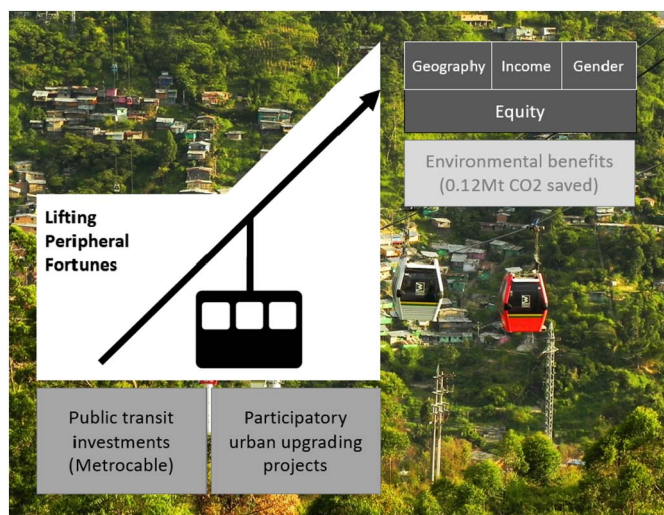 Geography
Income
Gender
Equity
Environmental benefits
(0.12Mt CO2 saved)
Lifting
Peripheral
Fortunes
Public transit
investments
(Metrocable)
Participatory
urban upgrading
projects